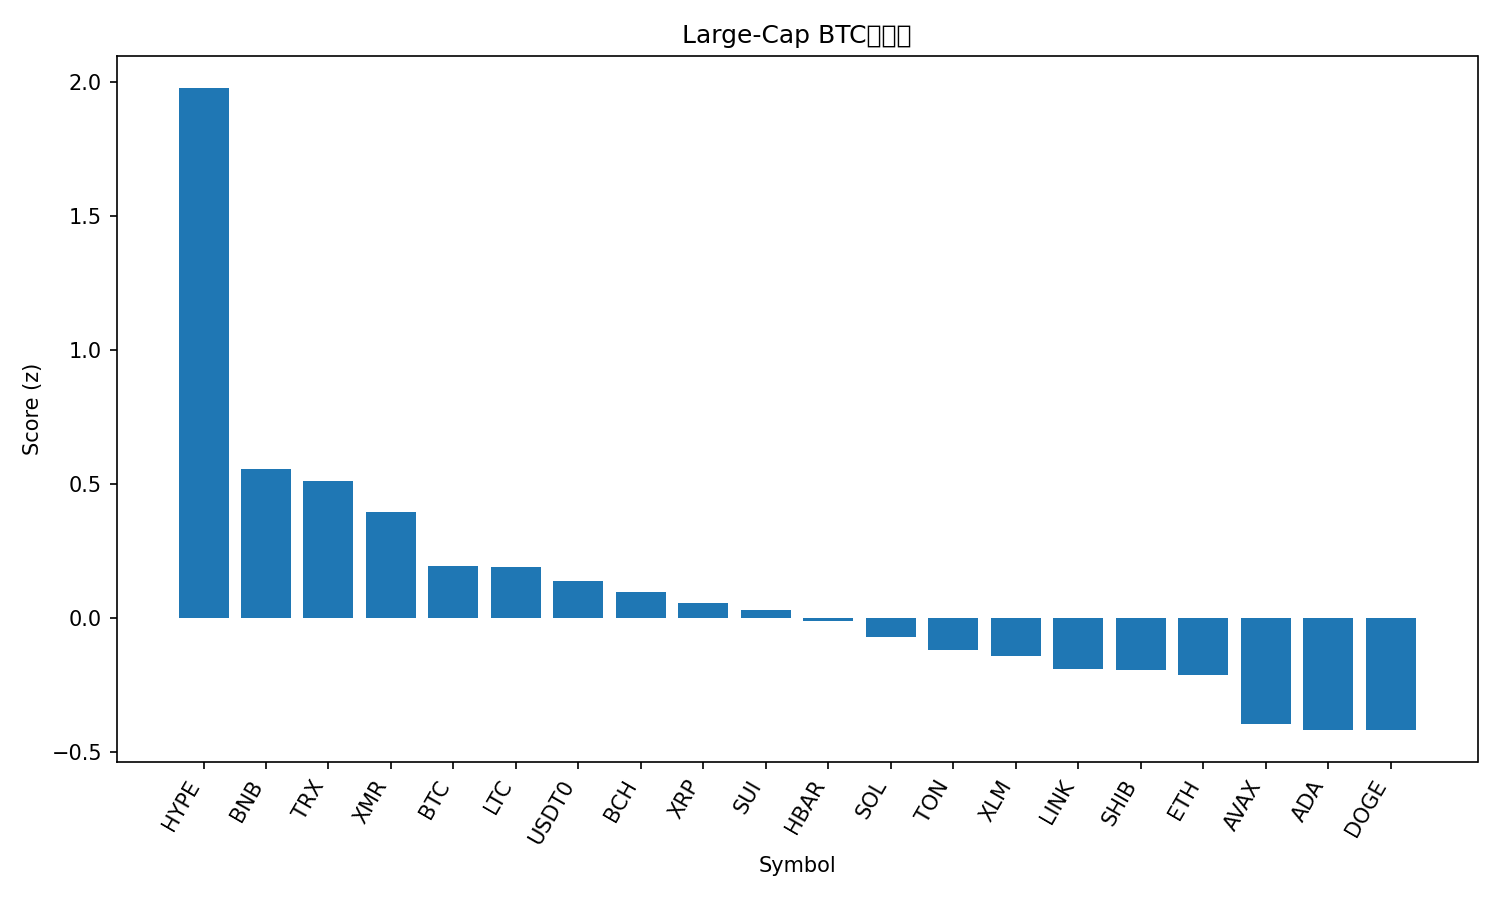 Large-Cap BTC
2.0
1.5
1.0
0.5
0.0
−0.5
Score (z)
HYPE
BNB
TRX
XMR
BTC
LTC
USDT0
BCH
XRP
SUI
HBAR
SOL
TON
XLM
LINK
SHIB
ETH
AVAX
ADA
DOGE
Symbol